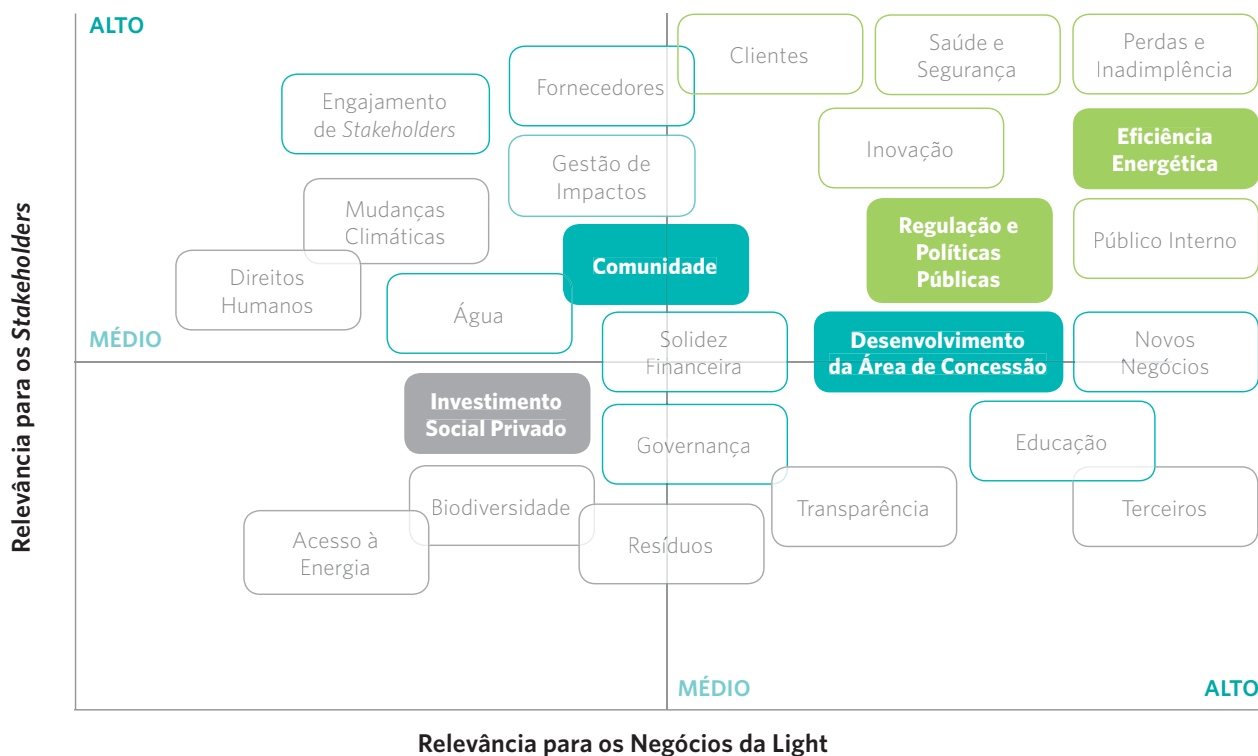 ALTO
Relevância para os Stakeholders
Clientes
Saúde e
Segurança
Perdas e
Inadimplência
Fornecedores
Engajamento
de Stakeholders
Inovação
Eficiência
Energética
Gestão de
Impactos
Mudanças
Climáticas
Regulação e
Políticas
Públicas
Público Interno
Comunidade
Direitos
Humanos
Água
MÉDIO
Solidez
Financeira
Desenvolvimento
da Área de Concessão
Novos
Negócios
Investimento
Social Privado
Governança
Educação
Biodiversidade
Transparência
Terceiros
Acesso à
Energia
Resíduos
MÉDIO
ALTO
Relevância para os Negócios da Light